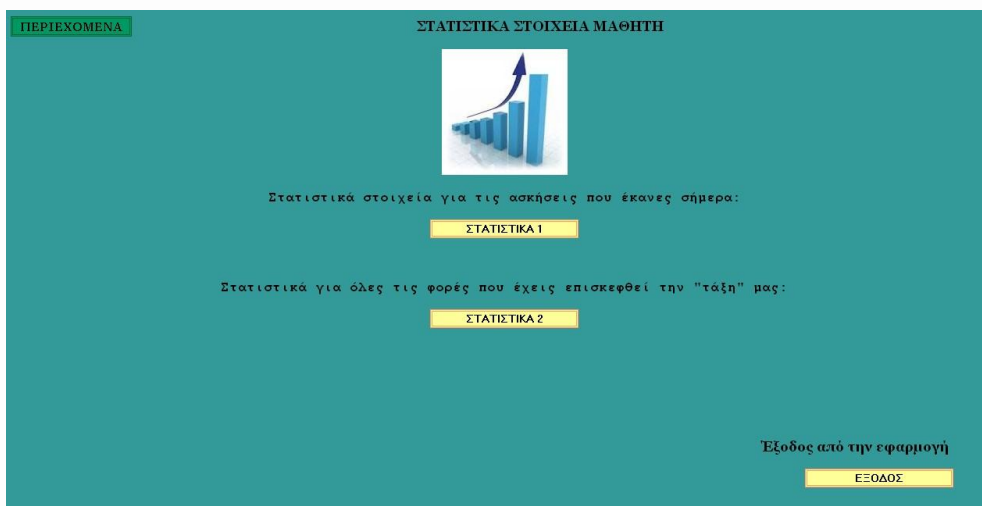 ΠΕΡΙΕΧΟΜΕΝΑ
ΣΤΑΤΙΣΤΙΚΑ ΣΤΟΙΧΕΙΑ ΜΑΘΗΤΗ
Στατιστικά στοιχεία για τις ασκήσεις που έκανες σήμερα:
ΣΤΑΤΙΣΤΙΚΑ 1
Στατιστικά για όλες τις φορές που έχεις επισκεφθεί την "τάξη" μας:
ΣΤΑΤΙΣΤΙΚΑ 2
Έξοδος από την εφαρμογή
ΕΞΟΔΟΣ